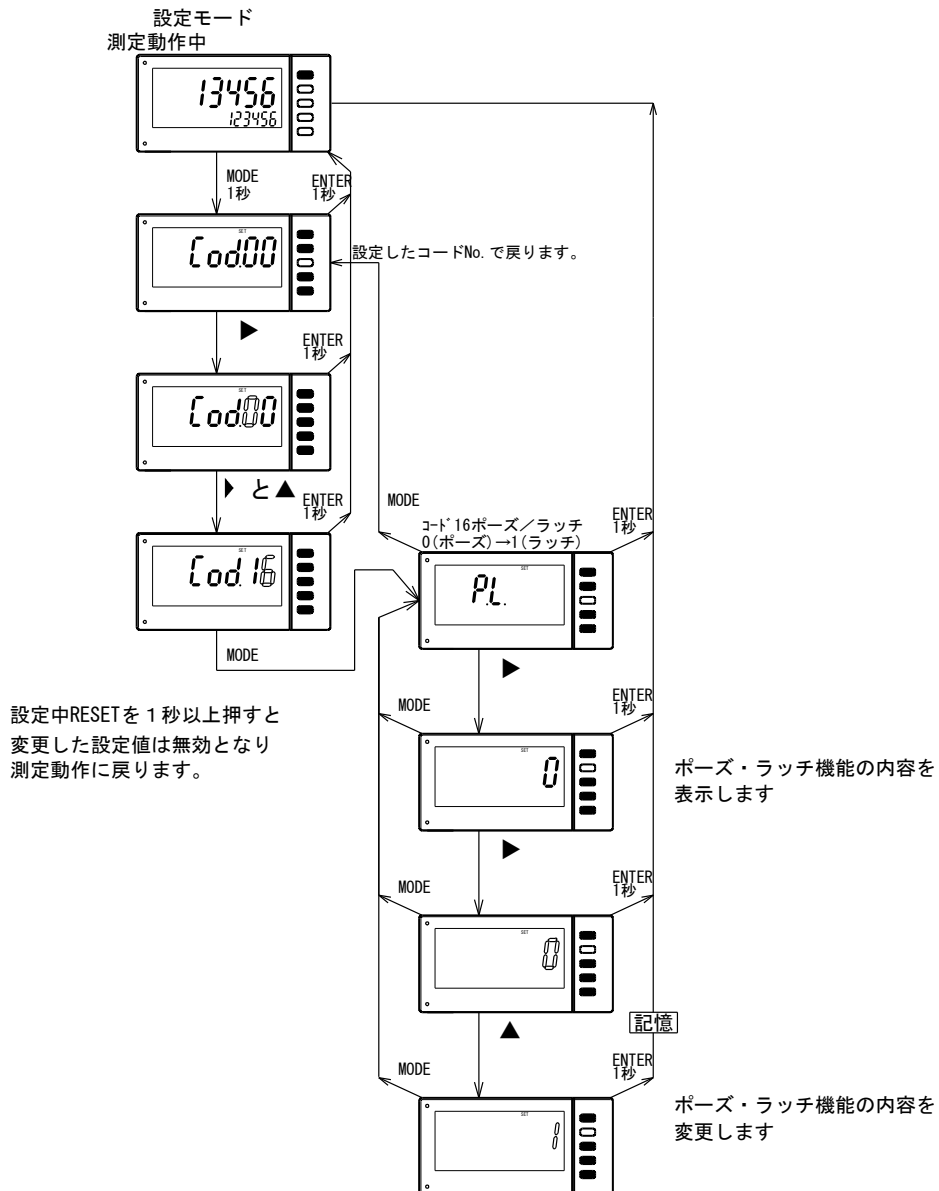 設定モード
測定動作中
13456
123456
MODE
1秒
ENTER
1秒
SET
Cod.00
設定したコードNo. で戻ります。
▶
ENTER
1秒
SET
Cod.00
▶ と▲
ENTER
1秒
SET
Cod.16
MODE
MODE
ｺｰﾄﾞ16ポーズ／ラッチ
0(ポーズ)→1(ラッチ)
ENTER
1秒
SET
P.L.
▶
設定中RESETを１秒以上押すと
変更した設定値は無効となり
測定動作に戻ります。
MODE
ENTER
1秒
SET
0
ポーズ・ラッチ機能の内容を
表示します
▶
MODE
ENTER
1秒
SET
0
▲
記憶
MODE
ENTER
1秒
SET
1
ポーズ・ラッチ機能の内容を
変更します